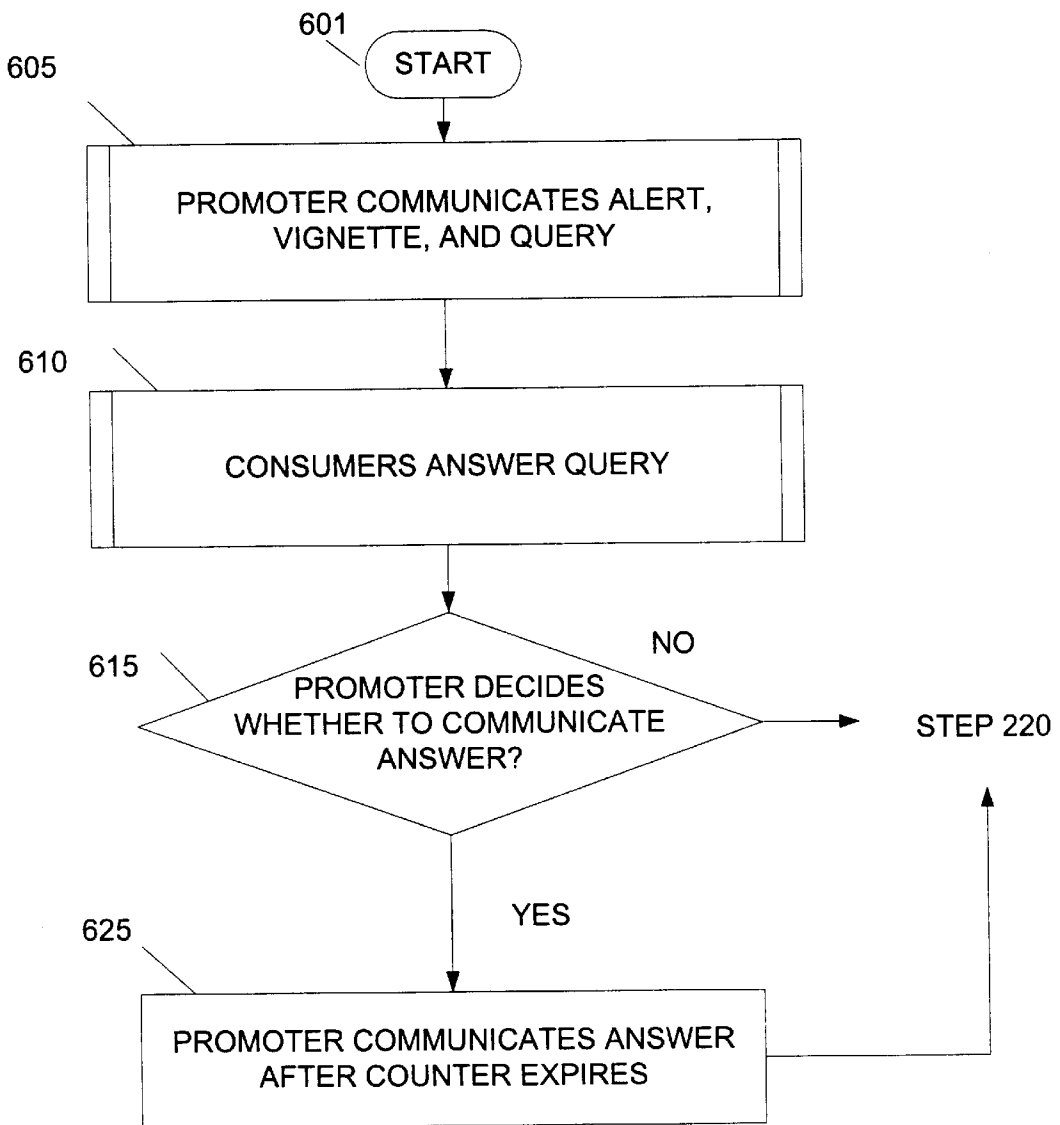 601
START
605
PROMOTER COMMUNICATES ALERT,
VIGNETTE, AND QUERY
610
CONSUMERS ANSWER QUERY
NO
615
PROMOTER DECIDES
WHETHER TO COMMUNICATE
ANSWER?
STEP 220
YES
625
PROMOTER COMMUNICATES ANSWER
AFTER COUNTER EXPIRES